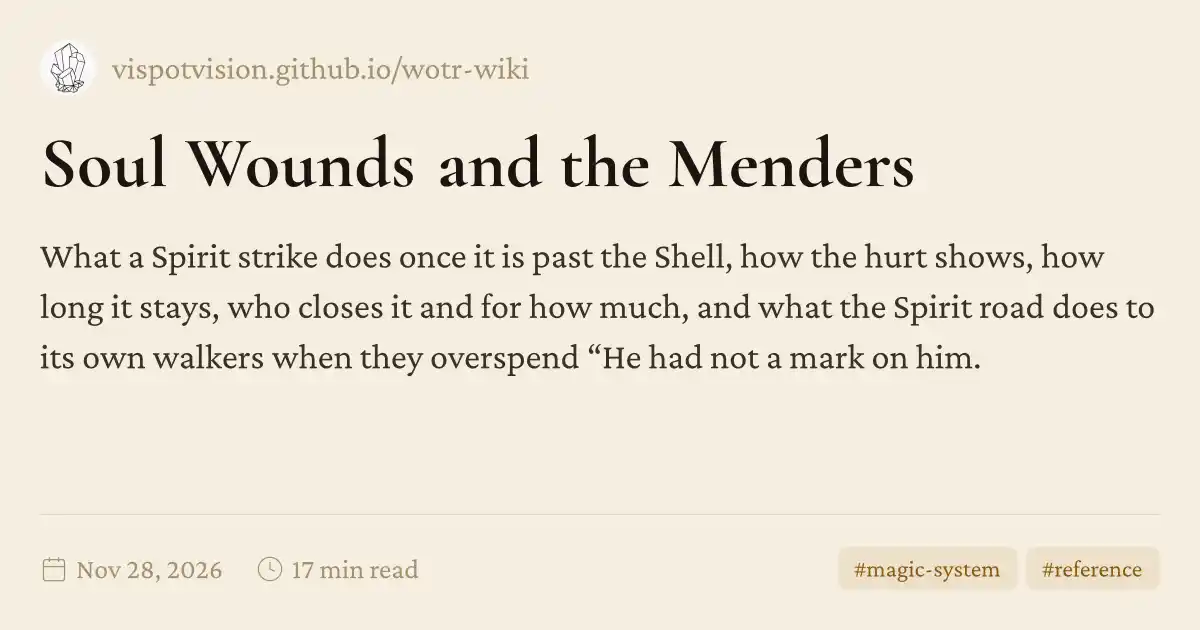 vispotvision.github.io/wotr-wiki
Soul Wounds and the Menders
What a Spirit strike does once it is past the Shell, how the hurt shows, how
long it stays, who closes it and for how much, and what the Spirit road does to
its own walkers when they overspend “He had not a mark on him.
Nov 28, 2026
17 min read
#magic-system
#reference